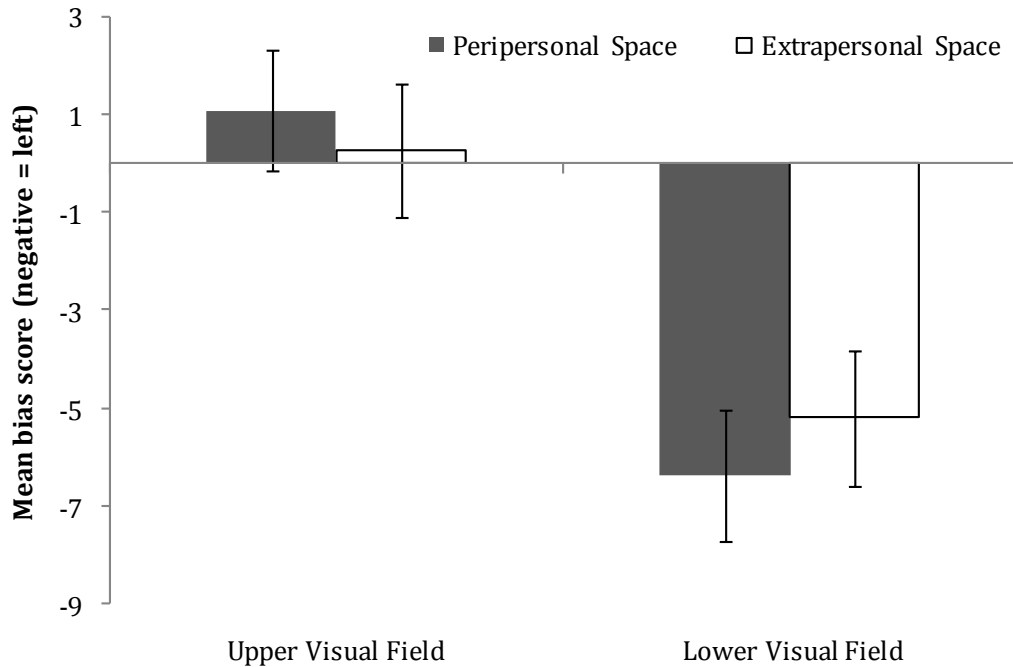 Mean bias score (negative = left)
3
1
-1
-3
-5
-7
-9
Peripersonal Space
Extrapersonal Space
Upper Visual Field
Lower Visual Field